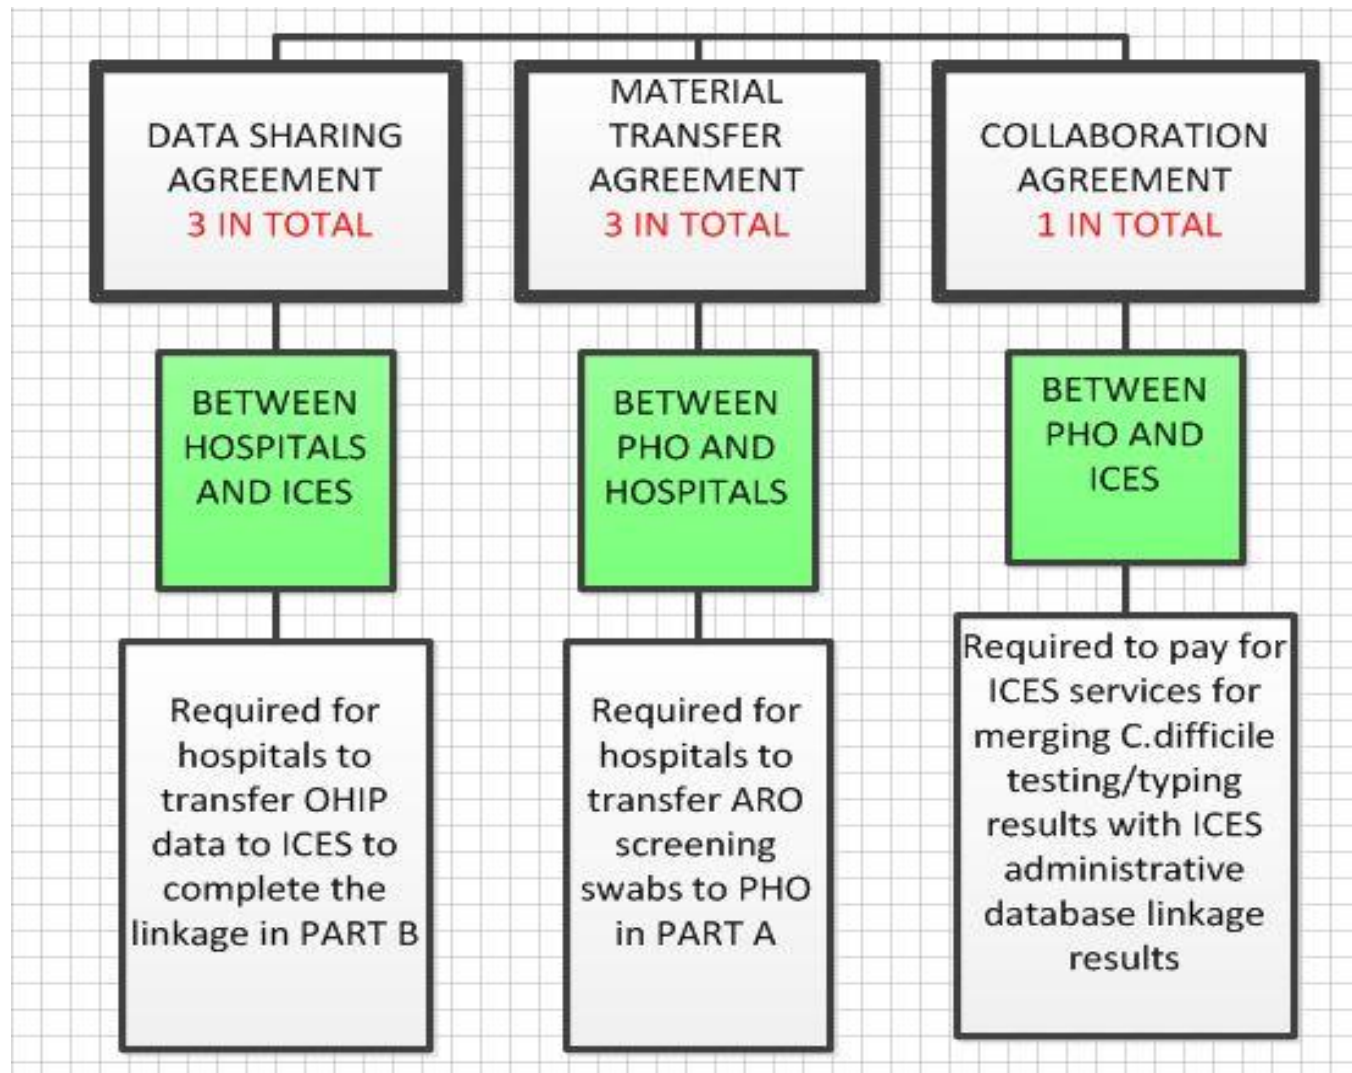 DATA SHARING
AGREEMENT
3 IN TOTAL
BETWEEN
HOSPITALS
AND ICES
Required for
hospitals to
transfer OHIP
data to ICES to
complete the
linkage in PART B
MATERIAL
TRANSFER
AGREEMENT
3 IN TOTAL
BETWEEN
PHO AND
HOSPITALS
Required for
hospitals to
transfer ARO
screening
swabs to PHO
in PART A
COLLABORATION
AGREEMENT
1 IN TOTAL
BETWEEN
PHO AND
ICES
Required to pay for
ICES services for
merging C.difficile
testing/typing
results with ICES
administrative
database linkage
results